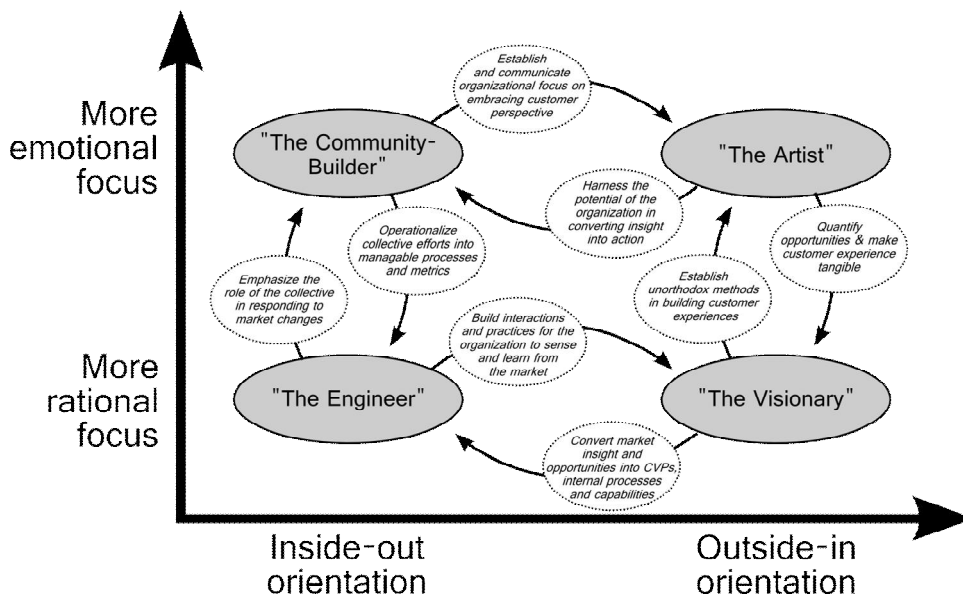 More
emotional
focus
Establish
and communicate
organizational focus on
embracing customer
perspective
"The Community-
Builder"
"The Artist"
Harness the
potential of the
organization in
converting insight
into action
Operationalize
collective efforts into
managable processes
and metrics
Quantify
opportunities & make
customer experience
tangible
Emphasize the
role of the collective
in responding to
market changes
Establish
unorthodox methods
in building customer
experiences
Build interactions
and practices for the
organization to sense
and learn from
the market
More
rational
focus
"The Engineer"
"The Visionary"
Convert market
insight and
opportunities into CVPs,
internal processes
and capabilities
Inside-out
orientation
Outside-in
orientation